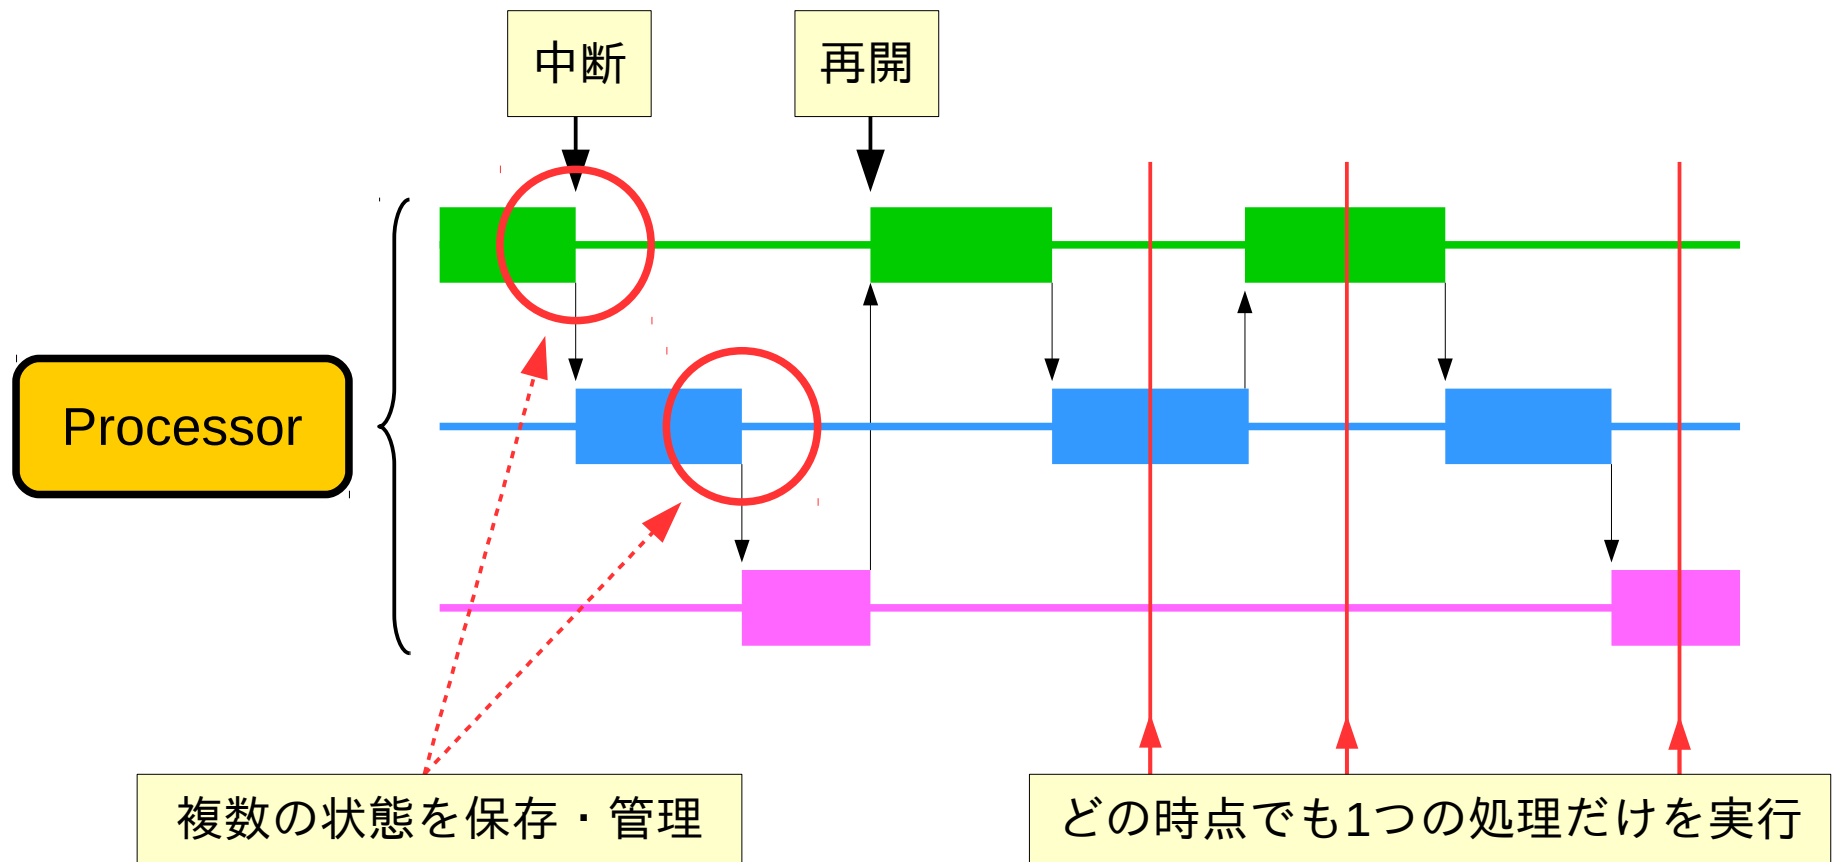 中断
再開
Processor
複数の状態を保存・管理
どの時点でも1つの処理だけを実行